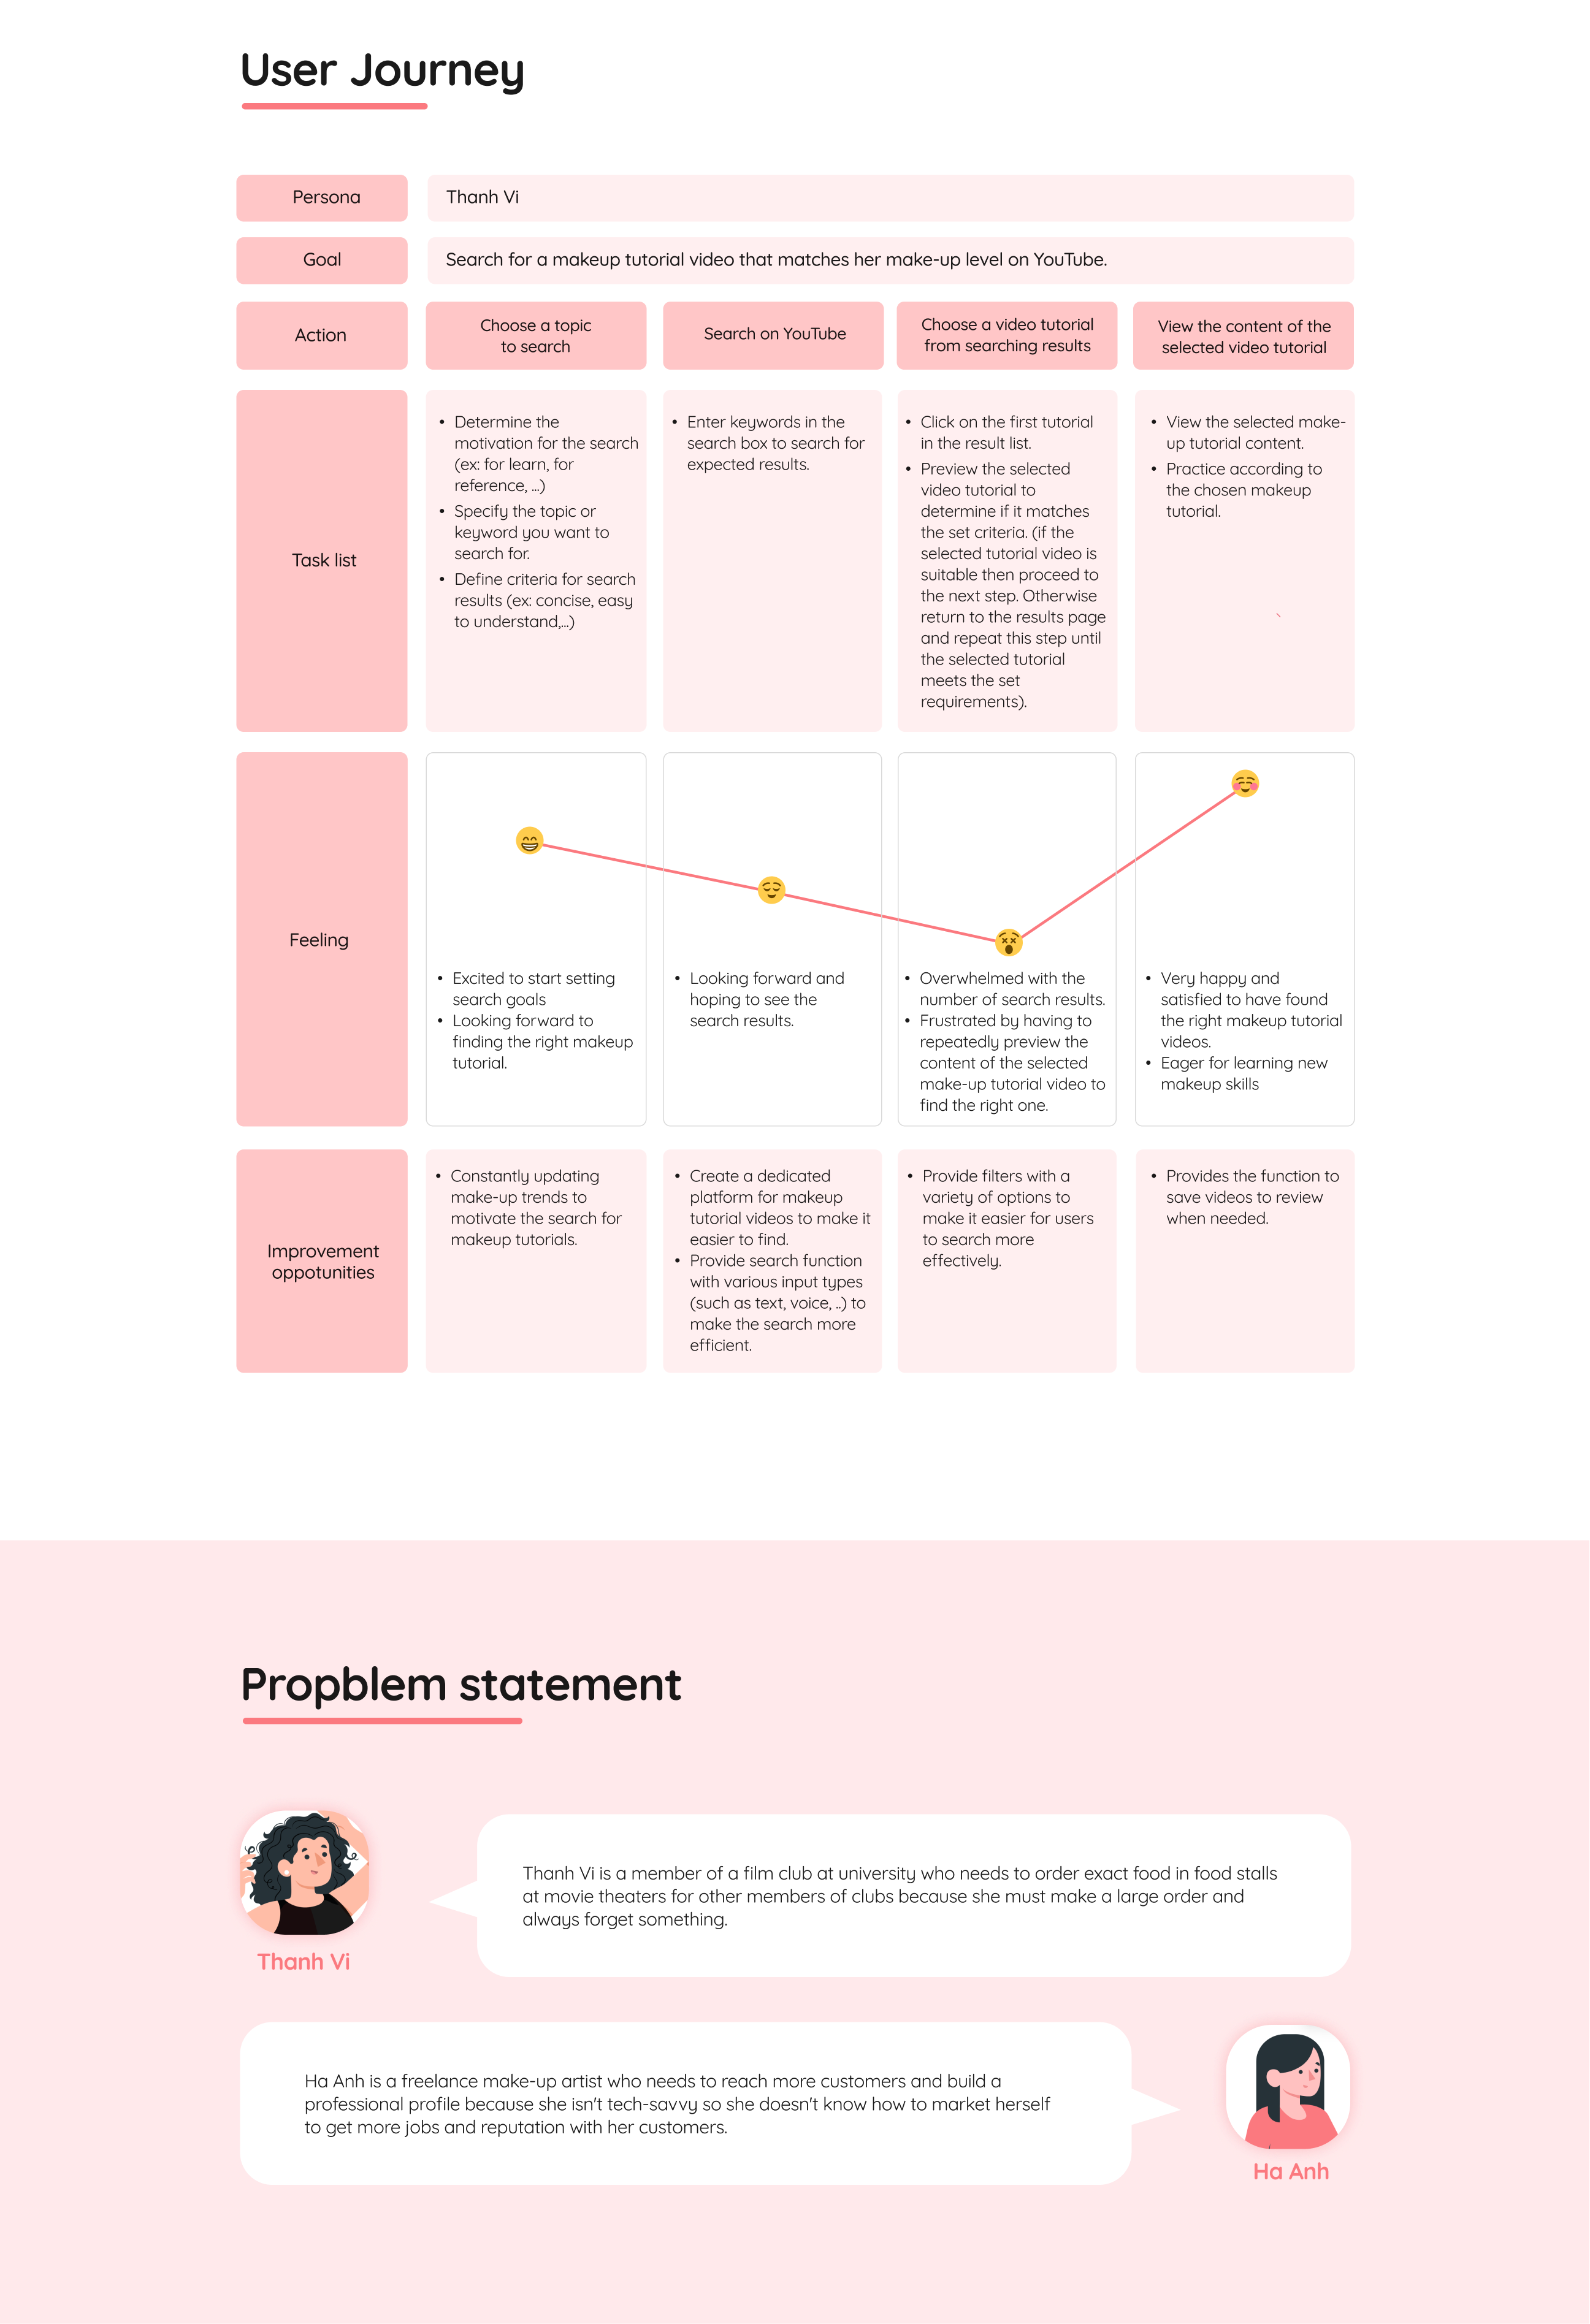 User Journey
Persona
Thanh Vi
Goal
Search for a makeup tutorial video that matches her make-up level on YouTube.
Action
Choose a topic
to search
Search on YouTube
Choose a video tutorial
from searching results
View the content of the
selected video tutorial
Task list
• Determine the
motivation for the search
(ex: for learn, for
reference, ...)
• Specify the topic or
keyword you want to
search for.
• Define criteria for search
results (ex: concise, easy
to understand,...)
• Enter keywords in the
search box to search for
expected results.
• Click on the first tutorial
in the result list.
• Preview the selected
video tutorial to
determine if it matches
the set criteria. (if the
selected tutorial video is
suitable then proceed to
the next step. Otherwise
return to the results page
and repeat this step until
the selected tutorial
meets the set
requirements).
• View the selected make-
up tutorial content.
• Practice according to
the chosen makeup
tutorial.
Feeling
• Excited to start setting
search goals
• Looking forward to
finding the right makeup
tutorial.
• Looking forward and
hoping to see the
search results.
• Overwhelmed with the
number of search results.
• Frustrated by having to
repeatedly preview the
content of the selected
make-up tutorial video to
find the right one.
• Very happy and
satisfied to have found
the right makeup tutorial
videos.
• Eager for learning new
makeup skills
Improvement
oppotunities
• Constantly updating
make-up trends to
motivate the search for
makeup tutorials.
• Create a dedicated
platform for makeup
tutorial videos to make it
easier to find.
• Provide search function
with various input types
(such as text, voice, ..) to
make the search more
efficient.
• Provide filters with a
variety of options to
make it easier for users
to search more
effectively.
• Provides the function to
save videos to review
when needed.
Propblem statement
Thanh Vi is a member of a film club at university who needs to order exact food in food stalls
at movie theaters for other members of clubs because she must make a large order and
always forget something.
Thanh Vi
Ha Anh is a freelance make-up artist who needs to reach more customers and build a
professional profile because she isn't tech-savvy so she doesn't know how to market herself
to get more jobs and reputation with her customers.
Ha Anh